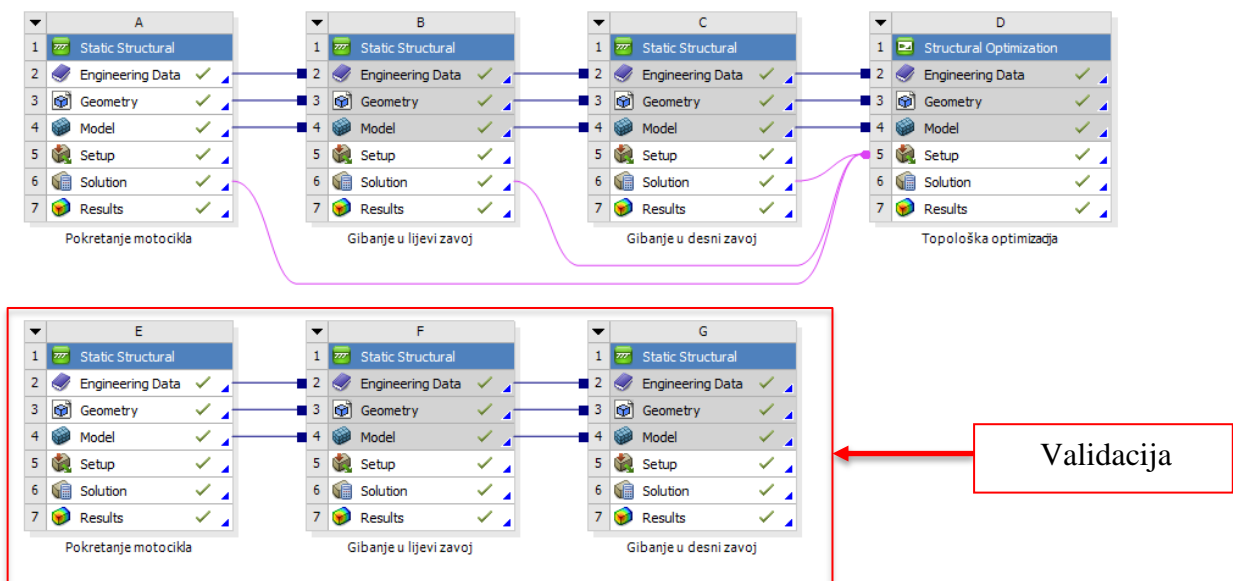 A B C D
1 Static Structural 1 Static Structural 1 Static Structural 1 Structural Optimization
2 Engineering Data 2 Engineering Data 2 Engineering Data 2 Engineering Data
3 Geometry 3 Geometry 3 Geometry 3 Geometry
4 Model 4 Model 4 Model 4 Model
5 Setup 5 Setup 5 Setup 5 Setup
6 Solution 6 Solution 6 Solution 6 Solution
7 Results 7 Results 7 Results 7 Results
Pokretanje motocikla Gibanje u lijevi zavoj Gibanje u desni zavoj Topološka optimizacija
E F G
1 Static Structural 1 Static Structural 1 Static Structural
2 Engineering Data 2 Engineering Data 2 Engineering Data
3 Geometry 3 Geometry 3 Geometry
4 Model 4 Model 4 Model
5 Setup 5 Setup 5 Setup
6 Solution 6 Solution 6 Solution
7 Results 7 Results 7 Results
Pokretanje motocikla Gibanje u lijevi zavoj Gibanje u desni zavoj
Validacija